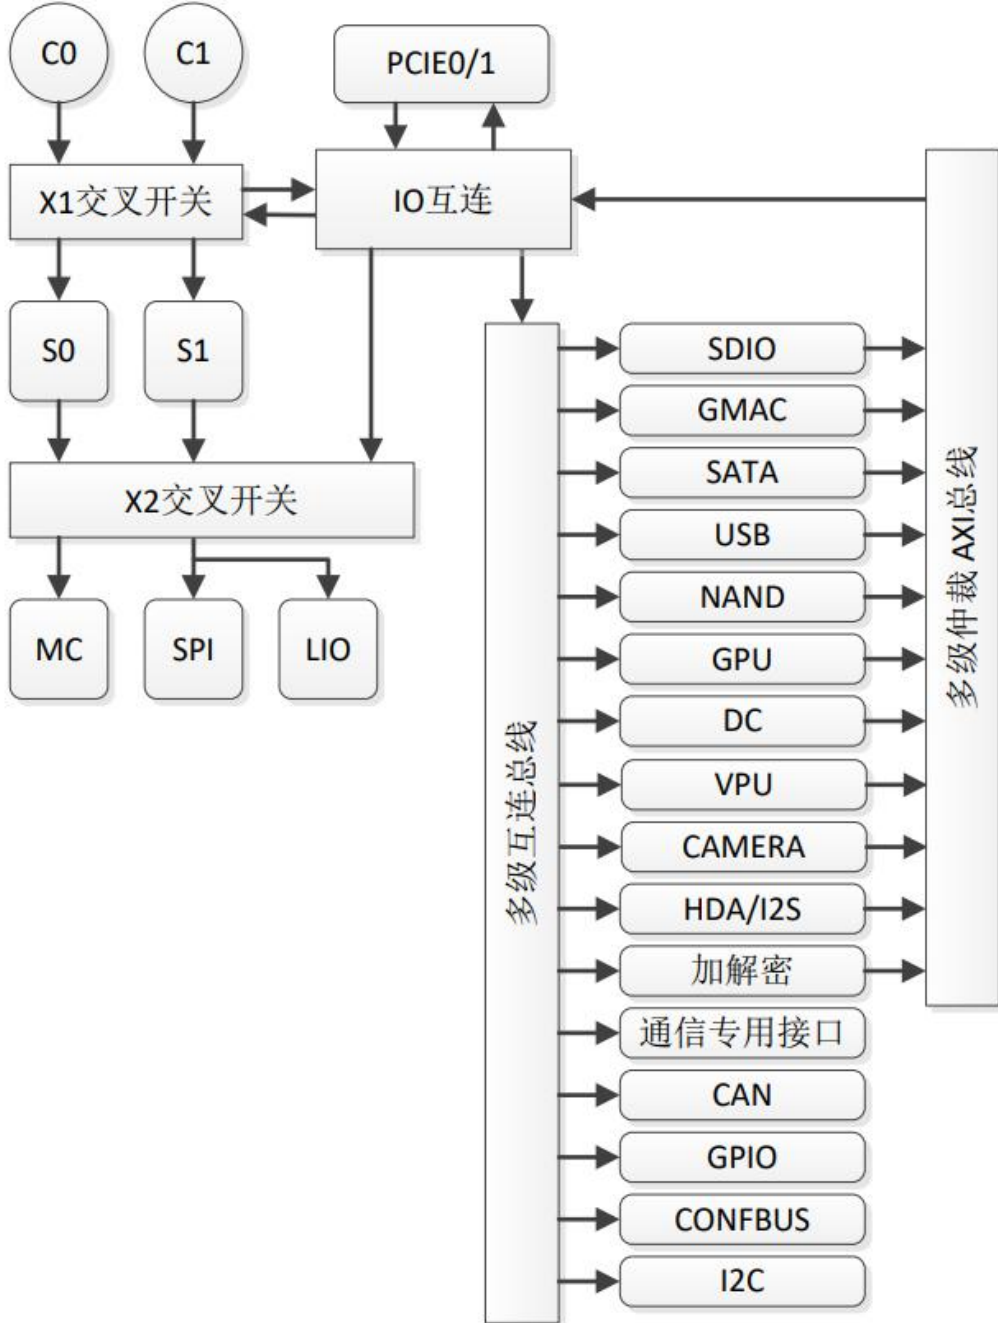 C0
C1
PCIE0/1
X1交叉开关
IO互连
S0
S1
X2交叉开关
MC
SPI
LIO
多级互连总线
SDIO
GMAC
SATA
USB
NAND
GPU
DC
VPU
CAMERA
HDA/I2S
加解密
通信专用接口
CAN
GPIO
CONFBUS
I2C
多级仲裁 AXI总线